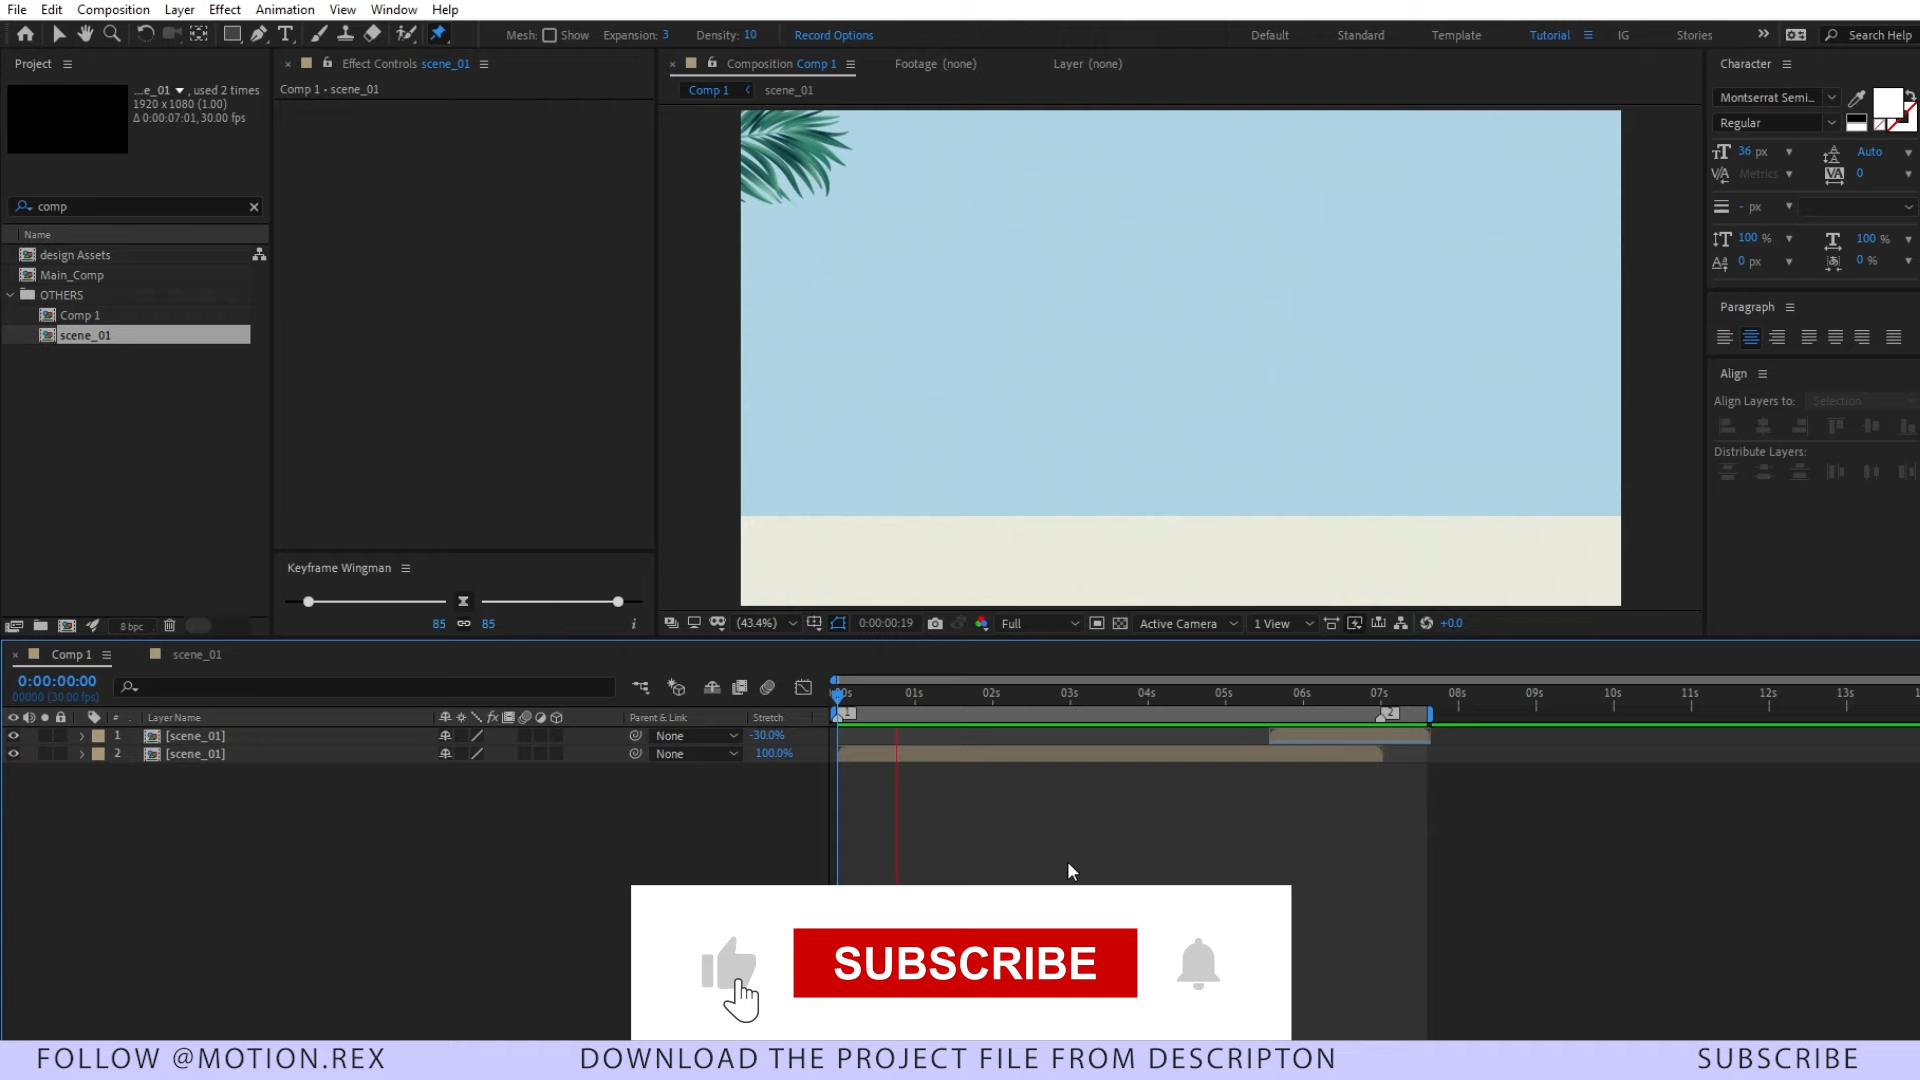 File Edit Composition Layer Effect Animation View Window Help
Mesh: Show Expansion: 3 Density: 10 Record Options
Default Standard Template Tutorial IG Stories Search Help
Project
...e_01 , used 2 times
1920 x 1080 (1.00)
Δ 0:00:07:01, 30.00 fps
comp
Name
design Assets
Main_Comp
OTHERS
Comp 1
scene_01
8 bpc
Effect Controls scene_01
Comp 1 • scene_01
Keyframe Wingman
85 85
Composition Comp 1
Footage (none)
Layer (none)
Comp 1 scene_01
(43.4%) 0:00:00:19 Full Active Camera 1 View +0.0
Character
Montserrat Semi...
Regular
36 px Auto
Metrics 0
- px
100 % 100 %
0 px 0 %
Paragraph
Align
Align Layers to: Selection
Distribute Layers:
Comp 1 scene_01
0:00:00:00
00000 (30.00 fps)
# Layer Name Parent & Link Stretch
1 [scene_01] None -30.0%
2 [scene_01] None 100.0%
01s 02s 03s 04s 05s 06s 07s 08s 09s 10s 11s 12s 13s
1 2
SUBSCRIBE
FOLLOW @MOTION.REX DOWNLOAD THE PROJECT FILE FROM DESCRIPTON SUBSCRIBE